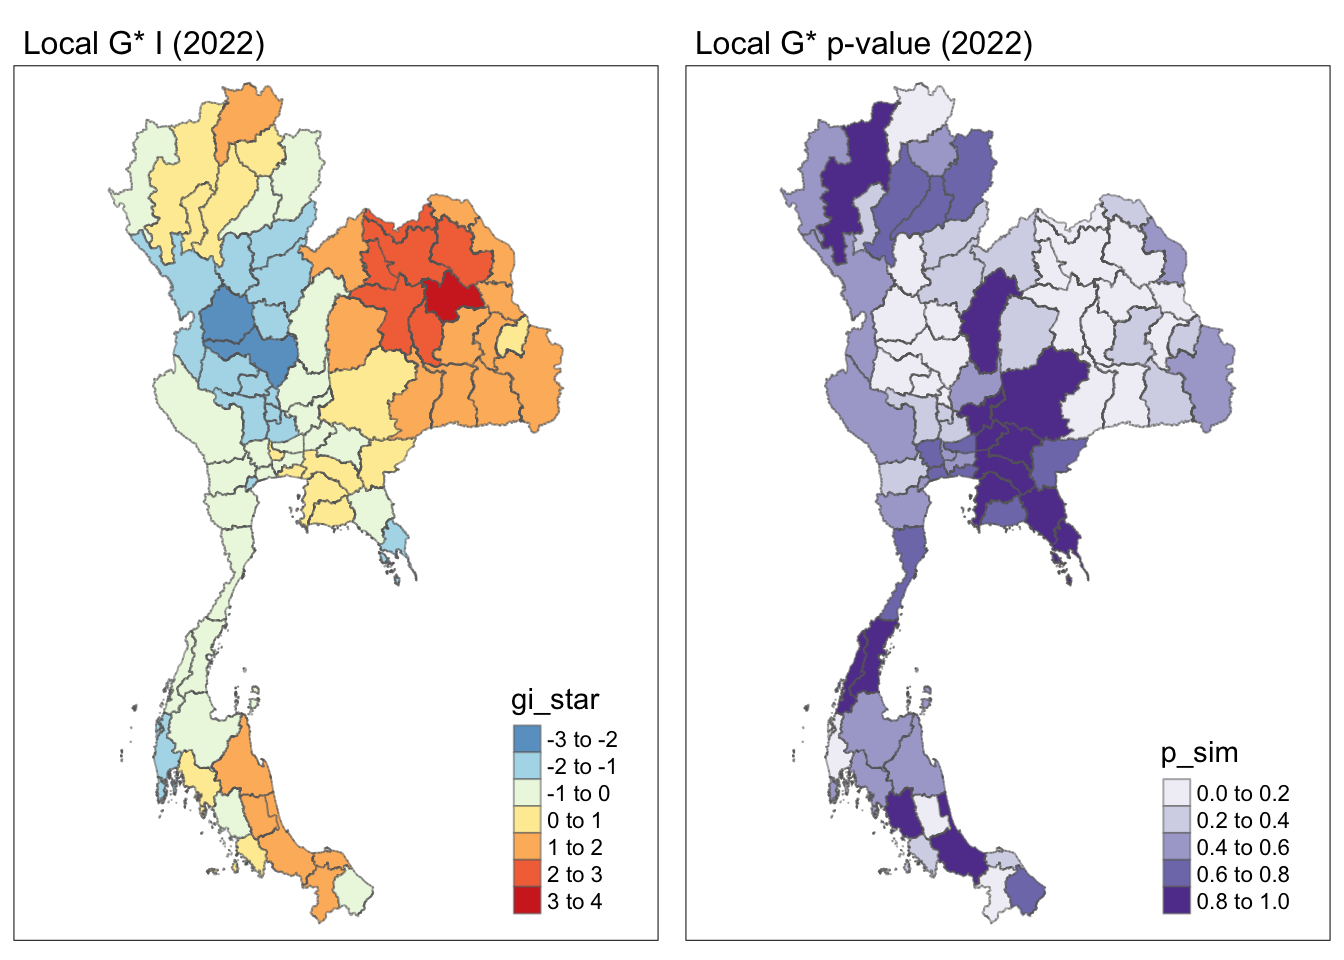 Local G* I (2022)
Local G* p-value (2022)
gi_star
-3 to -2
-2 to -1
-1 to 0
0 to 1
1 to 2
2 to 3
3 to 4
p_sim
0.0 to 0.2
0.2 to 0.4
0.4 to 0.6
0.6 to 0.8
0.8 to 1.0